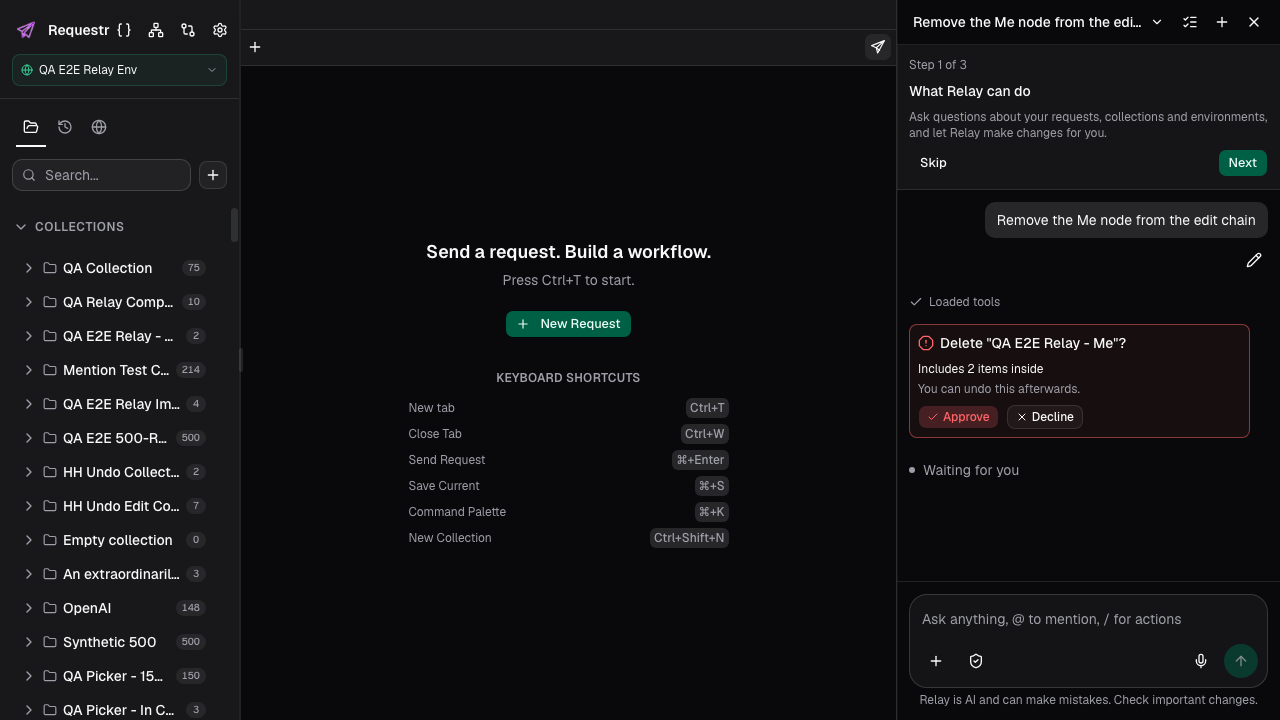 Requestr
QA E2E Relay Env
Search...
COLLECTIONS
QA Collection 75
QA Relay Comp... 10
QA E2E Relay - ... 2
Mention Test C... 214
QA E2E Relay Im... 4
QA E2E 500-R... 500
HH Undo Collect... 2
HH Undo Edit Co... 7
Empty collection 0
An extraordinaril... 3
OpenAI 148
Synthetic 500 500
QA Picker - 15... 150
QA Picker - In C... 3
Send a request. Build a workflow.
Press Ctrl+T to start.
New Request
KEYBOARD SHORTCUTS
New tab Ctrl+T
Close Tab Ctrl+W
Send Request ⌘+Enter
Save Current ⌘+S
Command Palette ⌘+K
New Collection Ctrl+Shift+N
Remove the Me node from the edi...
Step 1 of 3
What Relay can do
Ask questions about your requests, collections and environments,
and let Relay make changes for you.
Skip Next
Remove the Me node from the edit chain
Loaded tools
Delete "QA E2E Relay - Me"?
Includes 2 items inside
You can undo this afterwards.
Approve Decline
Waiting for you
Ask anything, @ to mention, / for actions
Relay is AI and can make mistakes. Check important changes.